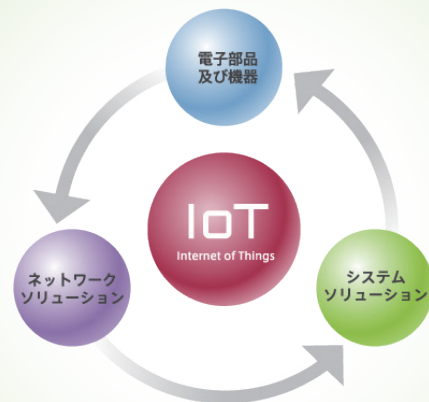 電子部品
及び機器
IoT
Internet of Things
ネットワーク
ソリューション
システム
ソリューション